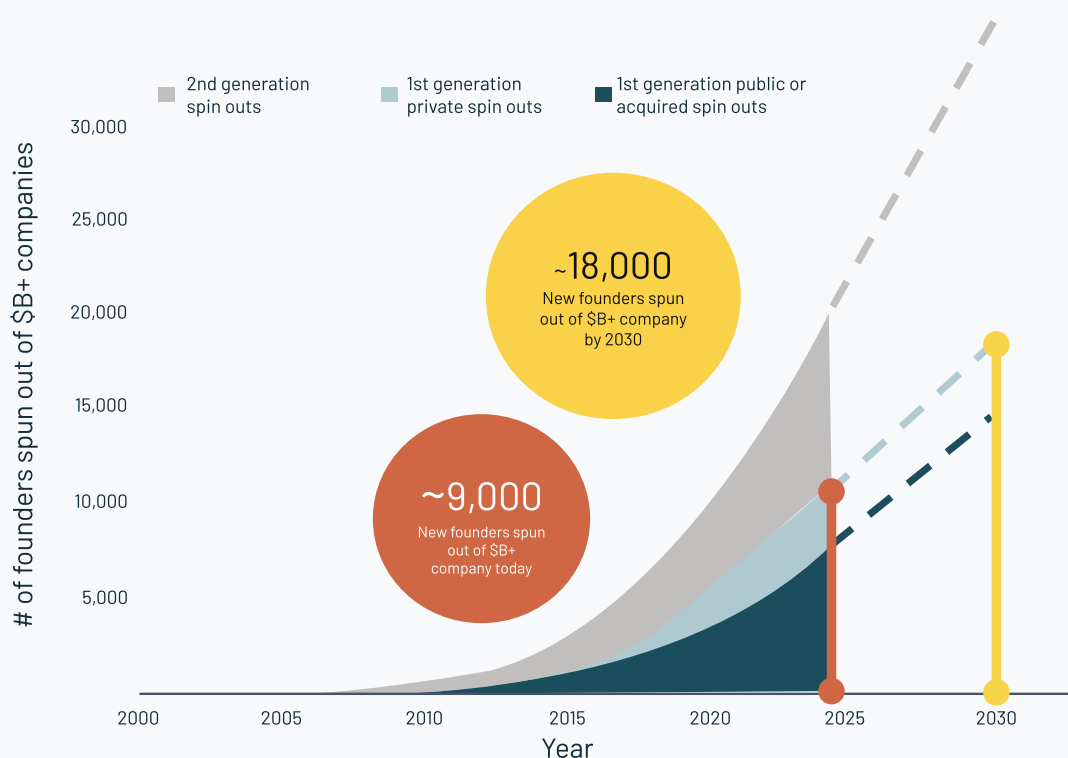 2nd generation
spin outs
1st generation
private spin outs
1st generation public or
acquired spin outs
# of founders spun out of $B+ companies
30,000
25,000
20,000
15,000
10,000
5,000
~18,000
New founders spun
out of $B+ company
by 2030
~9,000
New founders spun
out of $B+
company today
2000
2005
2010
2015
2020
2025
2030
Year